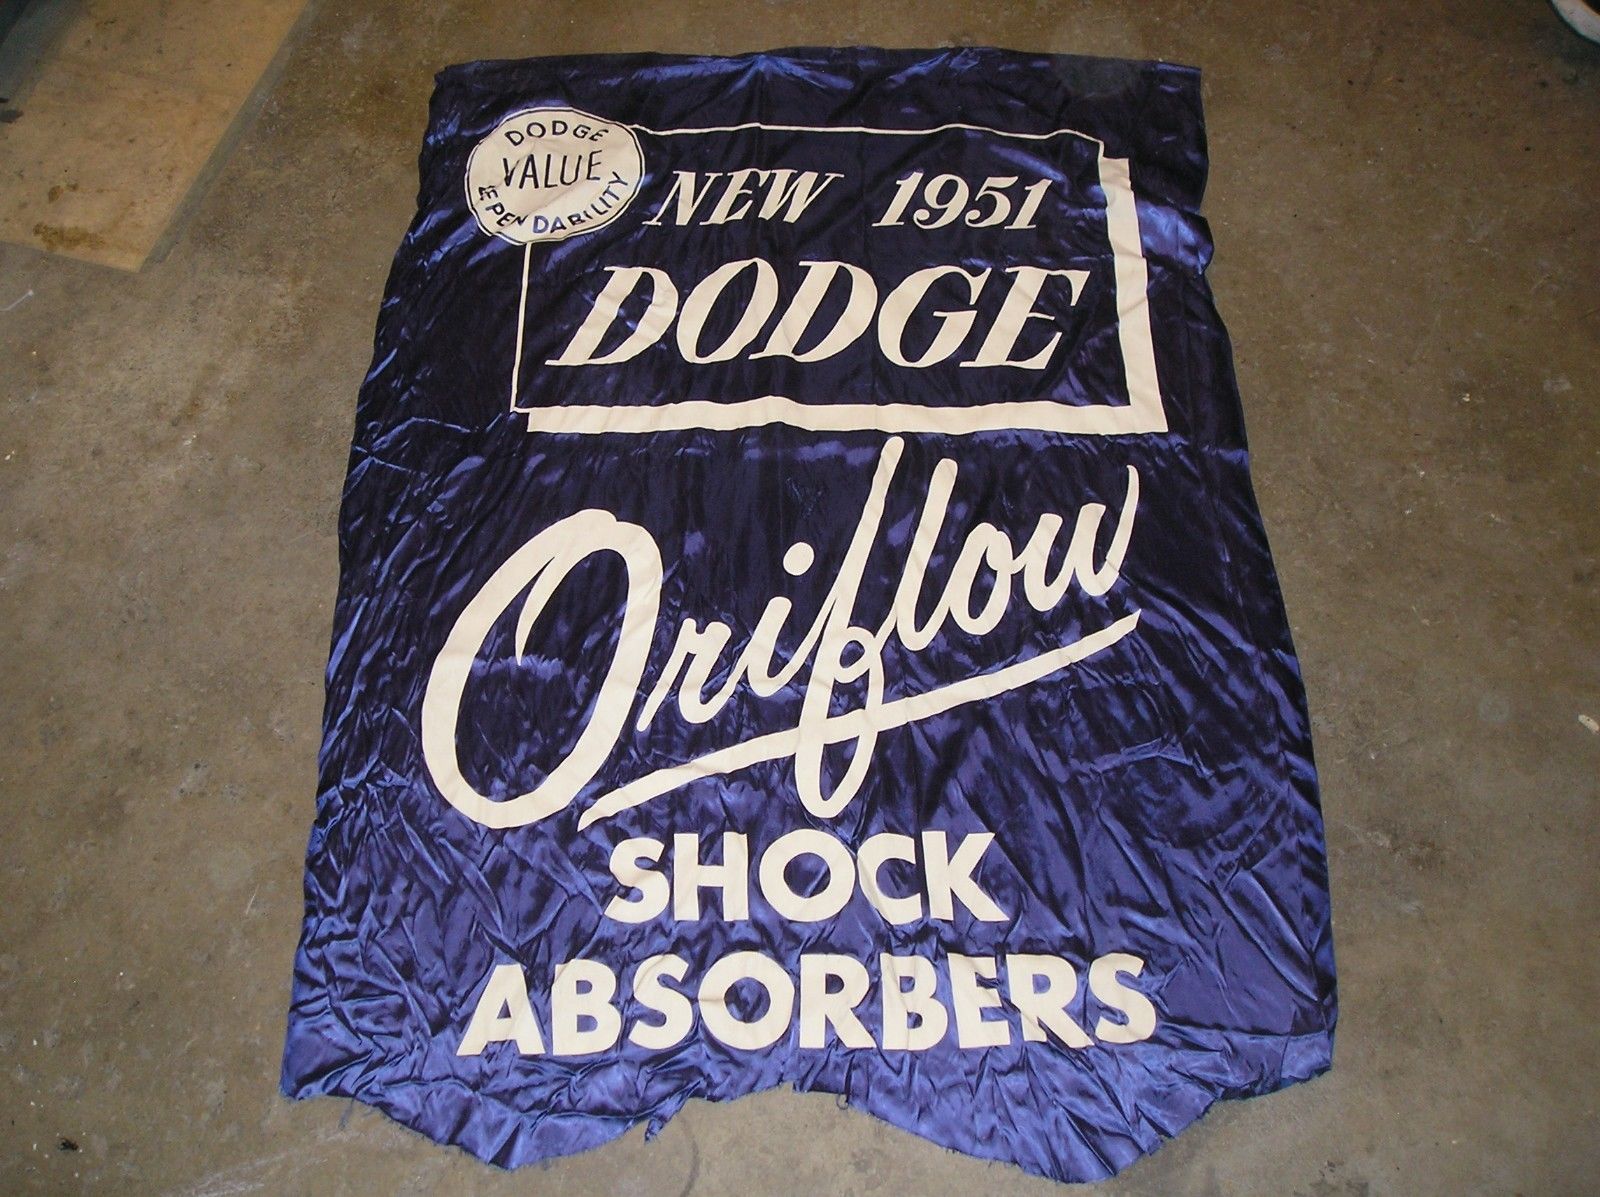 DODGE
VALUE
DEPENDABILITY
NEW 1951
DODGE
Oriflow
SHOCK
ABSORBERS